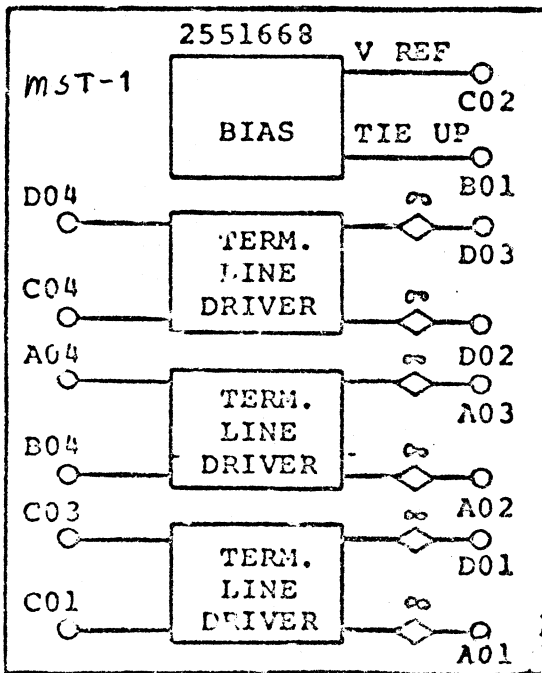 2551668
mST-1
V REF
C02
BIAS
TIE UP
B01
D04
TERM.
LINE
DRIVER
∞
D03
C04
∞
D02
A04
TERM.
LINE
DRIVER
∞
A03
B04
∞
A02
C03
TERM.
LINE
DRIVER
∞
D01
C01
∞
A01